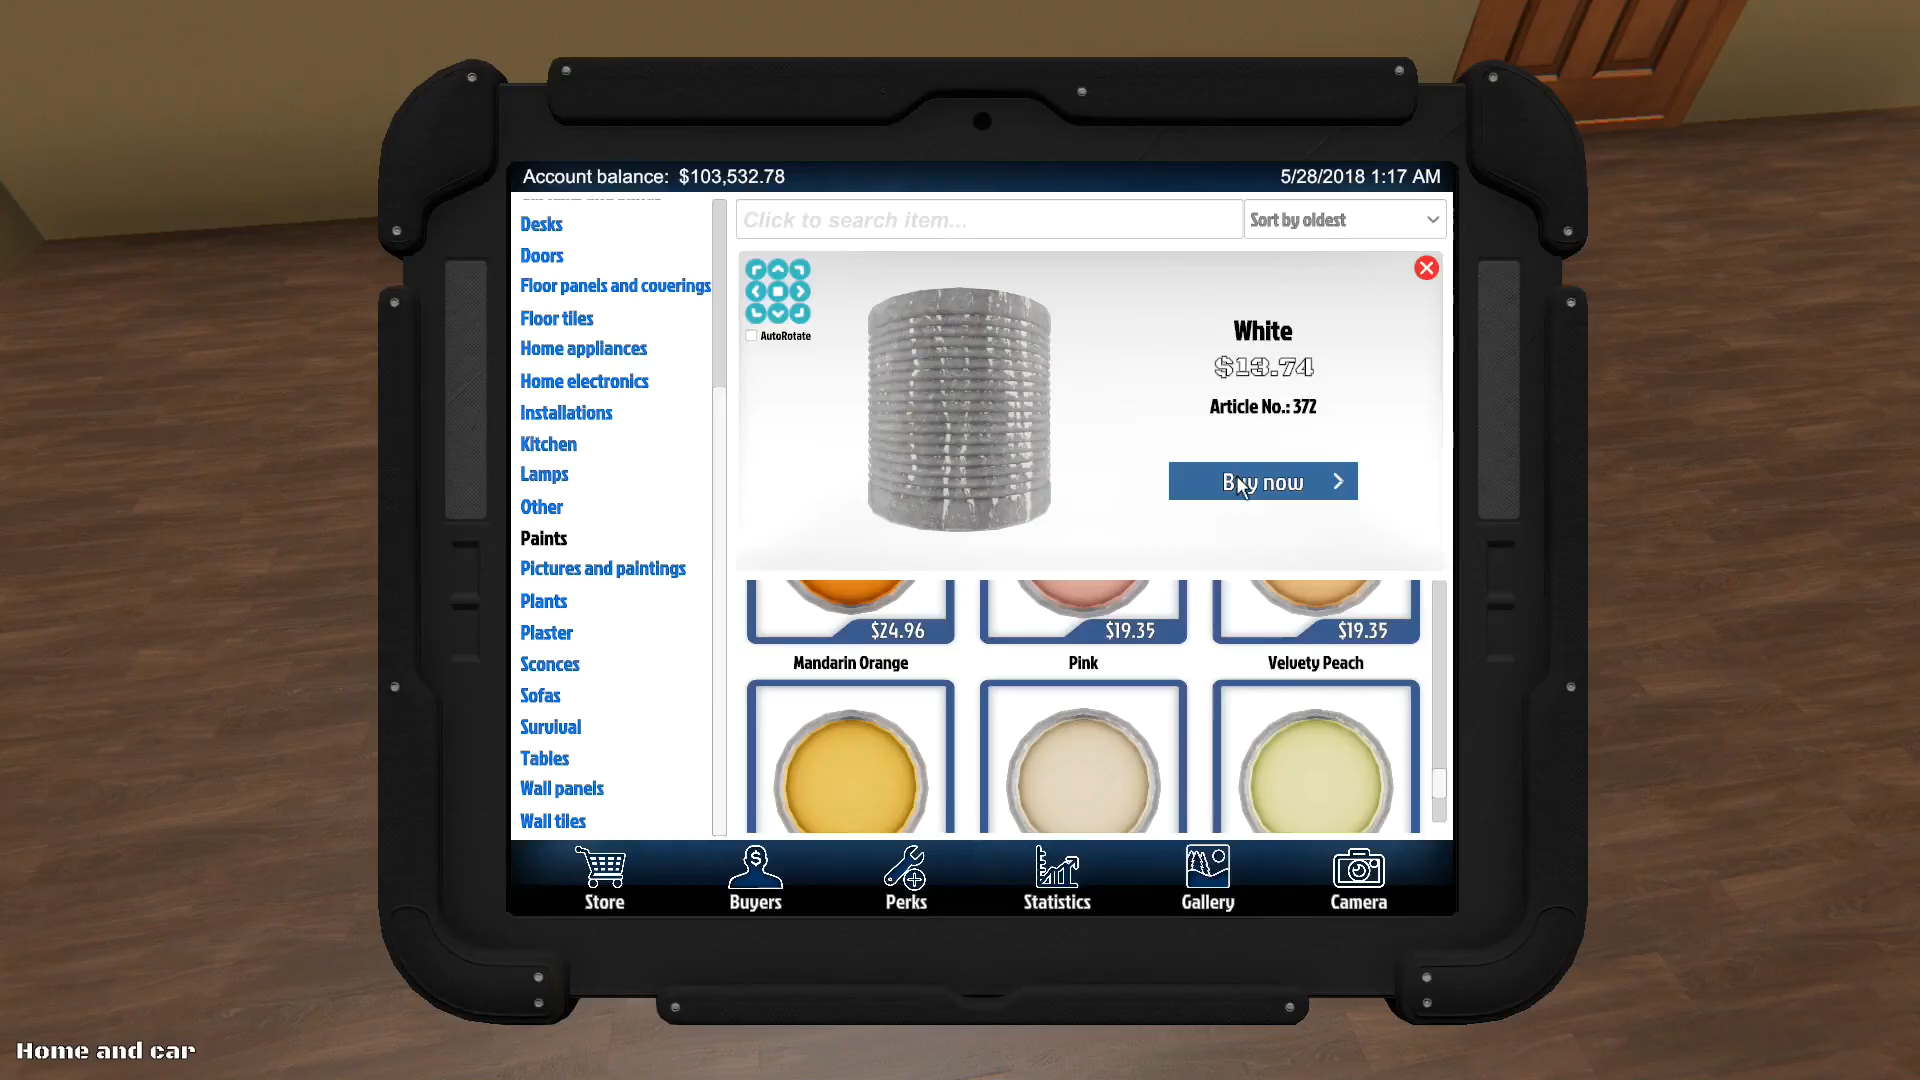 Account balance: $103,532.78
5/28/2018 1:17 AM
Desks
Doors
Floor panels and coverings
Floor tiles
Home appliances
Home electronics
Installations
Kitchen
Lamps
Other
Paints
Pictures and paintings
Plants
Plaster
Sconces
Sofas
Survival
Tables
Wall panels
Wall tiles
Click to search item...
Sort by oldest
AutoRotate
White
$13.74
Article No.: 372
Buy now
$24.96
$19.35
$19.35
Mandarin Orange
Pink
Velvety Peach
Store
Buyers
Perks
Statistics
Gallery
Camera
Home and car